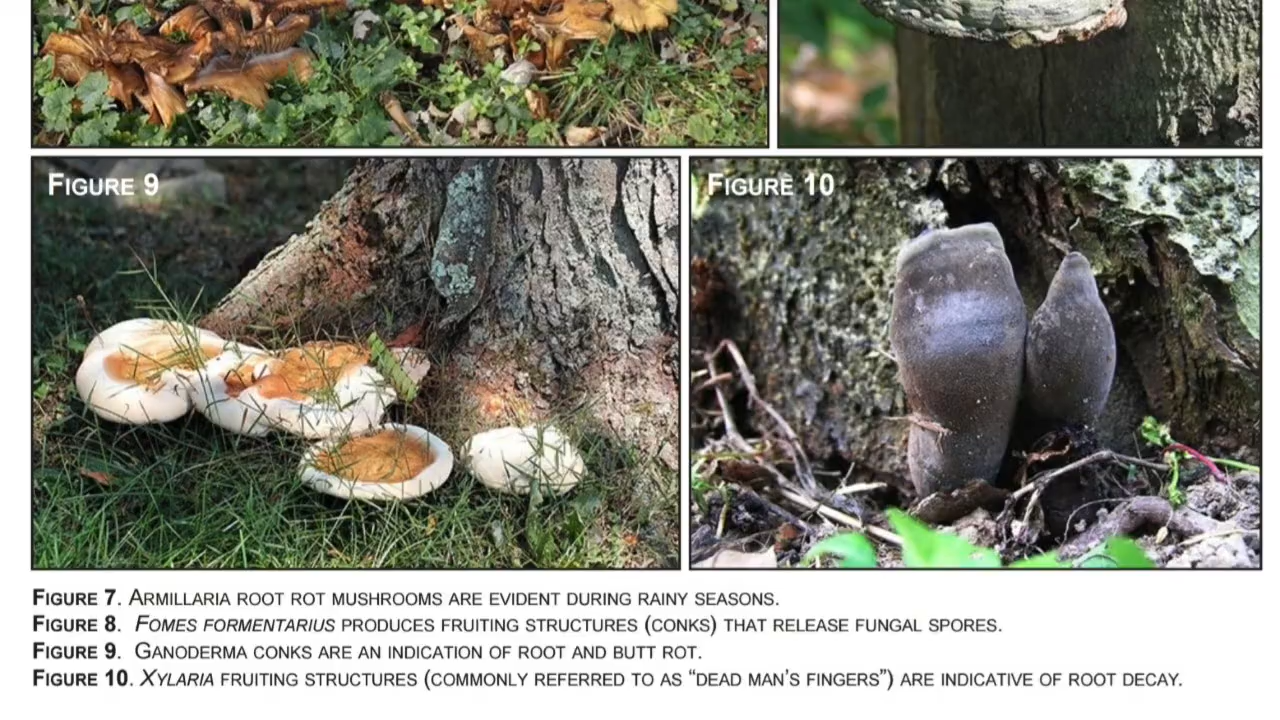 FIGURE 9
FIGURE 10
FIGURE 7. ARMILLARIA ROOT ROT MUSHROOMS ARE EVIDENT DURING RAINY SEASONS.
FIGURE 8. FOMES FORMENTARIUS PRODUCES FRUITING STRUCTURES (CONKS) THAT RELEASE FUNGAL SPORES.
FIGURE 9. GANODERMA CONKS ARE AN INDICATION OF ROOT AND BUTT ROT.
FIGURE 10. XYLARIA FRUITING STRUCTURES (COMMONLY REFERRED TO AS “DEAD MAN’S FINGERS”) ARE INDICATIVE OF ROOT DECAY.